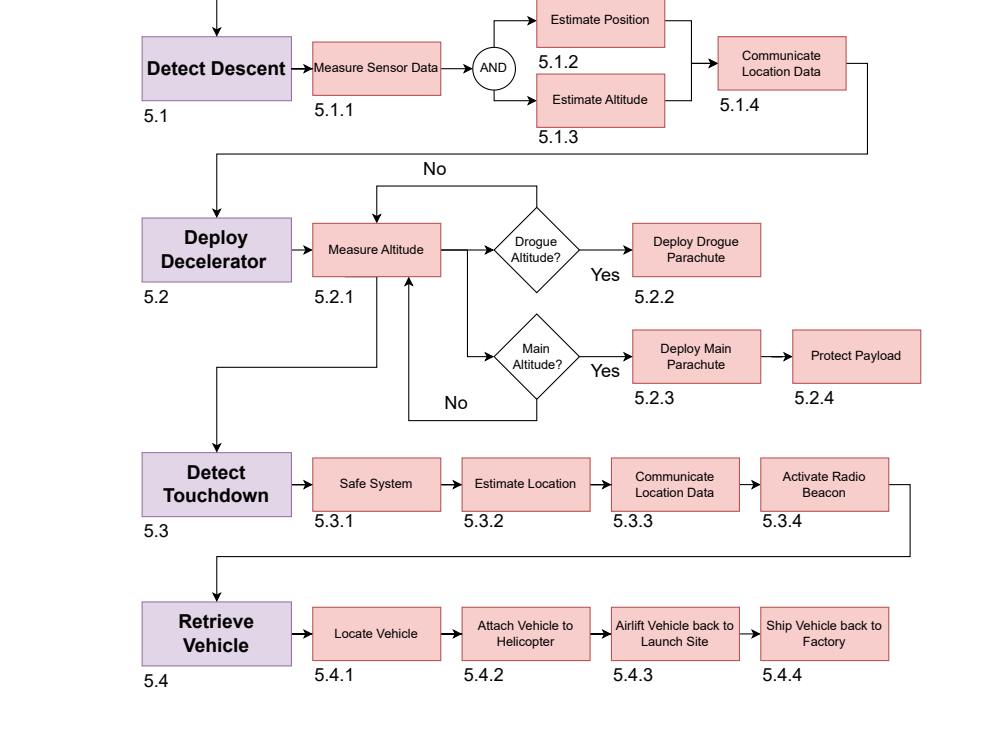 Estimate Position
Detect Descent
Measure Sensor Data
AND
Communicate
Location Data
5.1.2
Estimate Altitude
5.1
5.1.1
5.1.3
5.1.4
No
Deploy
Decelerator
Measure Altitude
Drogue
Altitude?
Yes
Deploy Drogue
Parachute
5.2
5.2.1
5.2.2
Main
Altitude?
Yes
Deploy Main
Parachute
Protect Payload
5.2.3
5.2.4
No
Detect
Touchdown
Safe System
Estimate Location
Communicate
Location Data
Activate Radio
Beacon
5.3
5.3.1
5.3.2
5.3.3
5.3.4
Retrieve
Vehicle
Locate Vehicle
Attach Vehicle to
Helicopter
Airlift Vehicle back to
Launch Site
Ship Vehicle back to
Factory
5.4
5.4.1
5.4.2
5.4.3
5.4.4